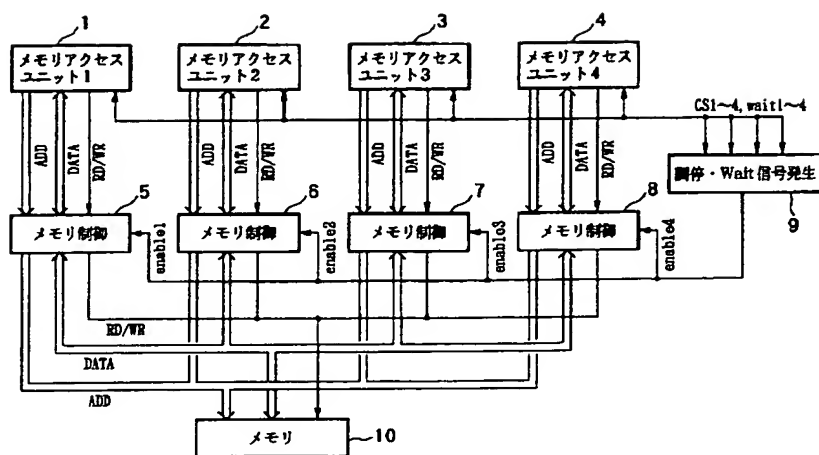 1
2
3
4
メモリアクセス
ユニット1
メモリアクセス
ユニット2
メモリアクセス
ユニット3
メモリアクセス
ユニット4
CS1~4,wait1~4
ADD
DATA
RD/WR
ADD
DATA
RD/WR
ADD
DATA
RD/WR
ADD
DATA
RD/WR
調停・Wait信号発生
9
5
6
7
8
メモリ制御
メモリ制御
メモリ制御
メモリ制御
enable1
enable2
enable3
enable4
RD/WR
DATA
ADD
メモリ
10